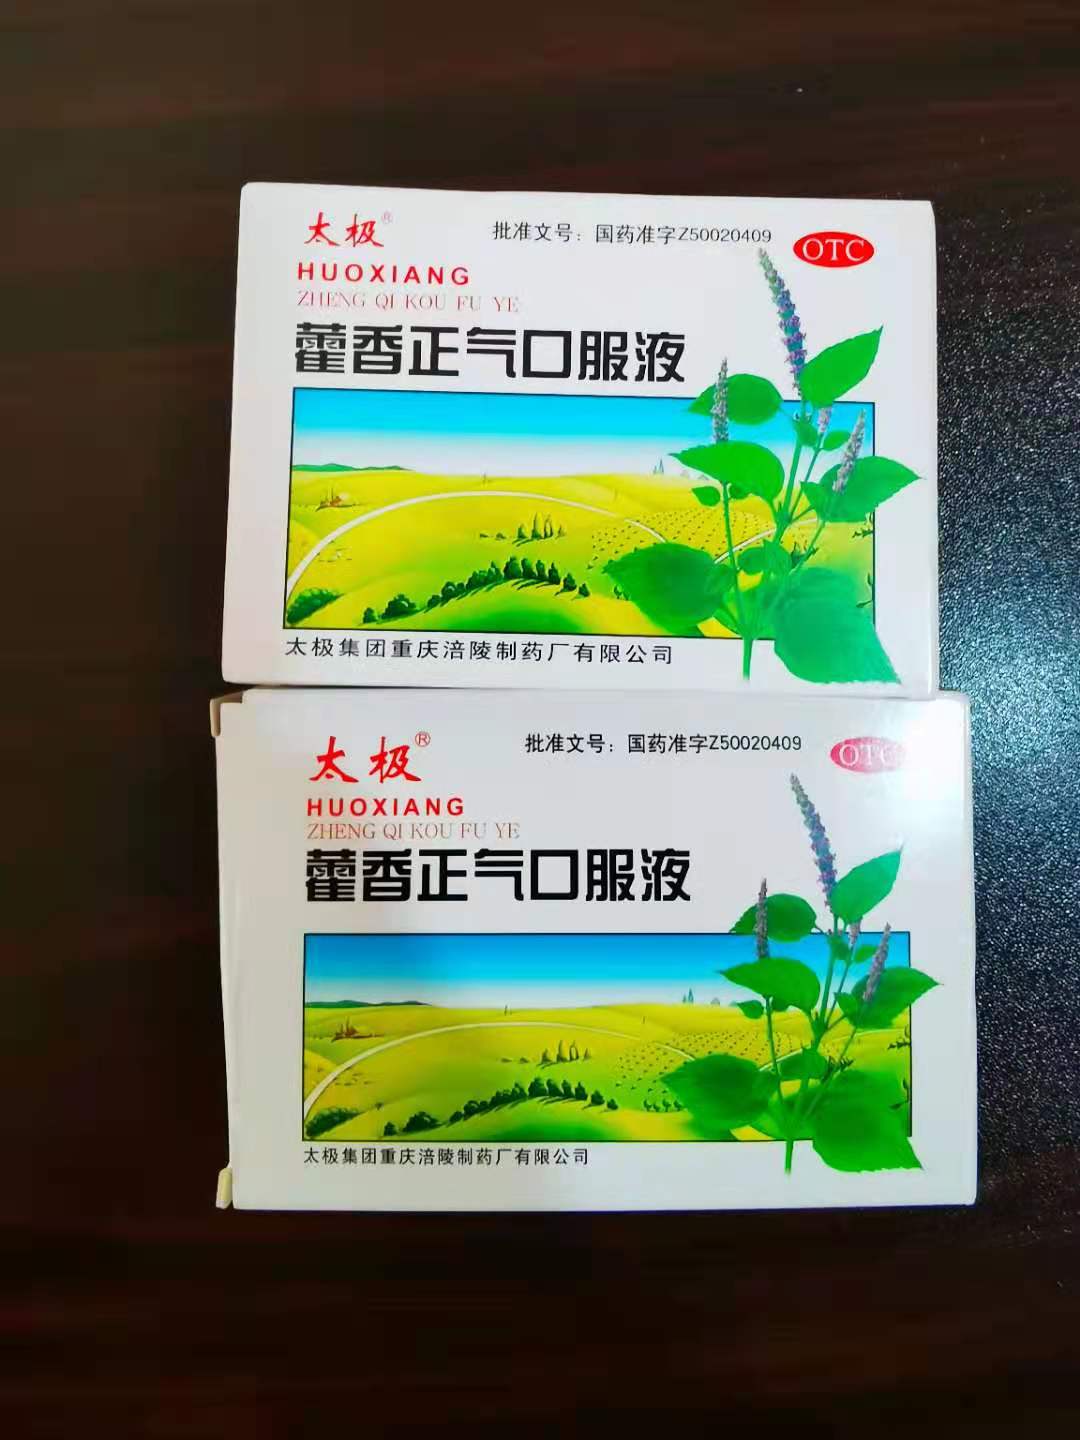 太极®
批准文号：国药准字Z50020409
OTC
HUOXIANG
ZHENG QI KOU FU YE
藿香正气口服液
太极集团重庆涪陵制药厂有限公司
太极®
批准文号：国药准字Z50020409
OTC
HUOXIANG
ZHENG QI KOU FU YE
藿香正气口服液
太极集团重庆涪陵制药厂有限公司